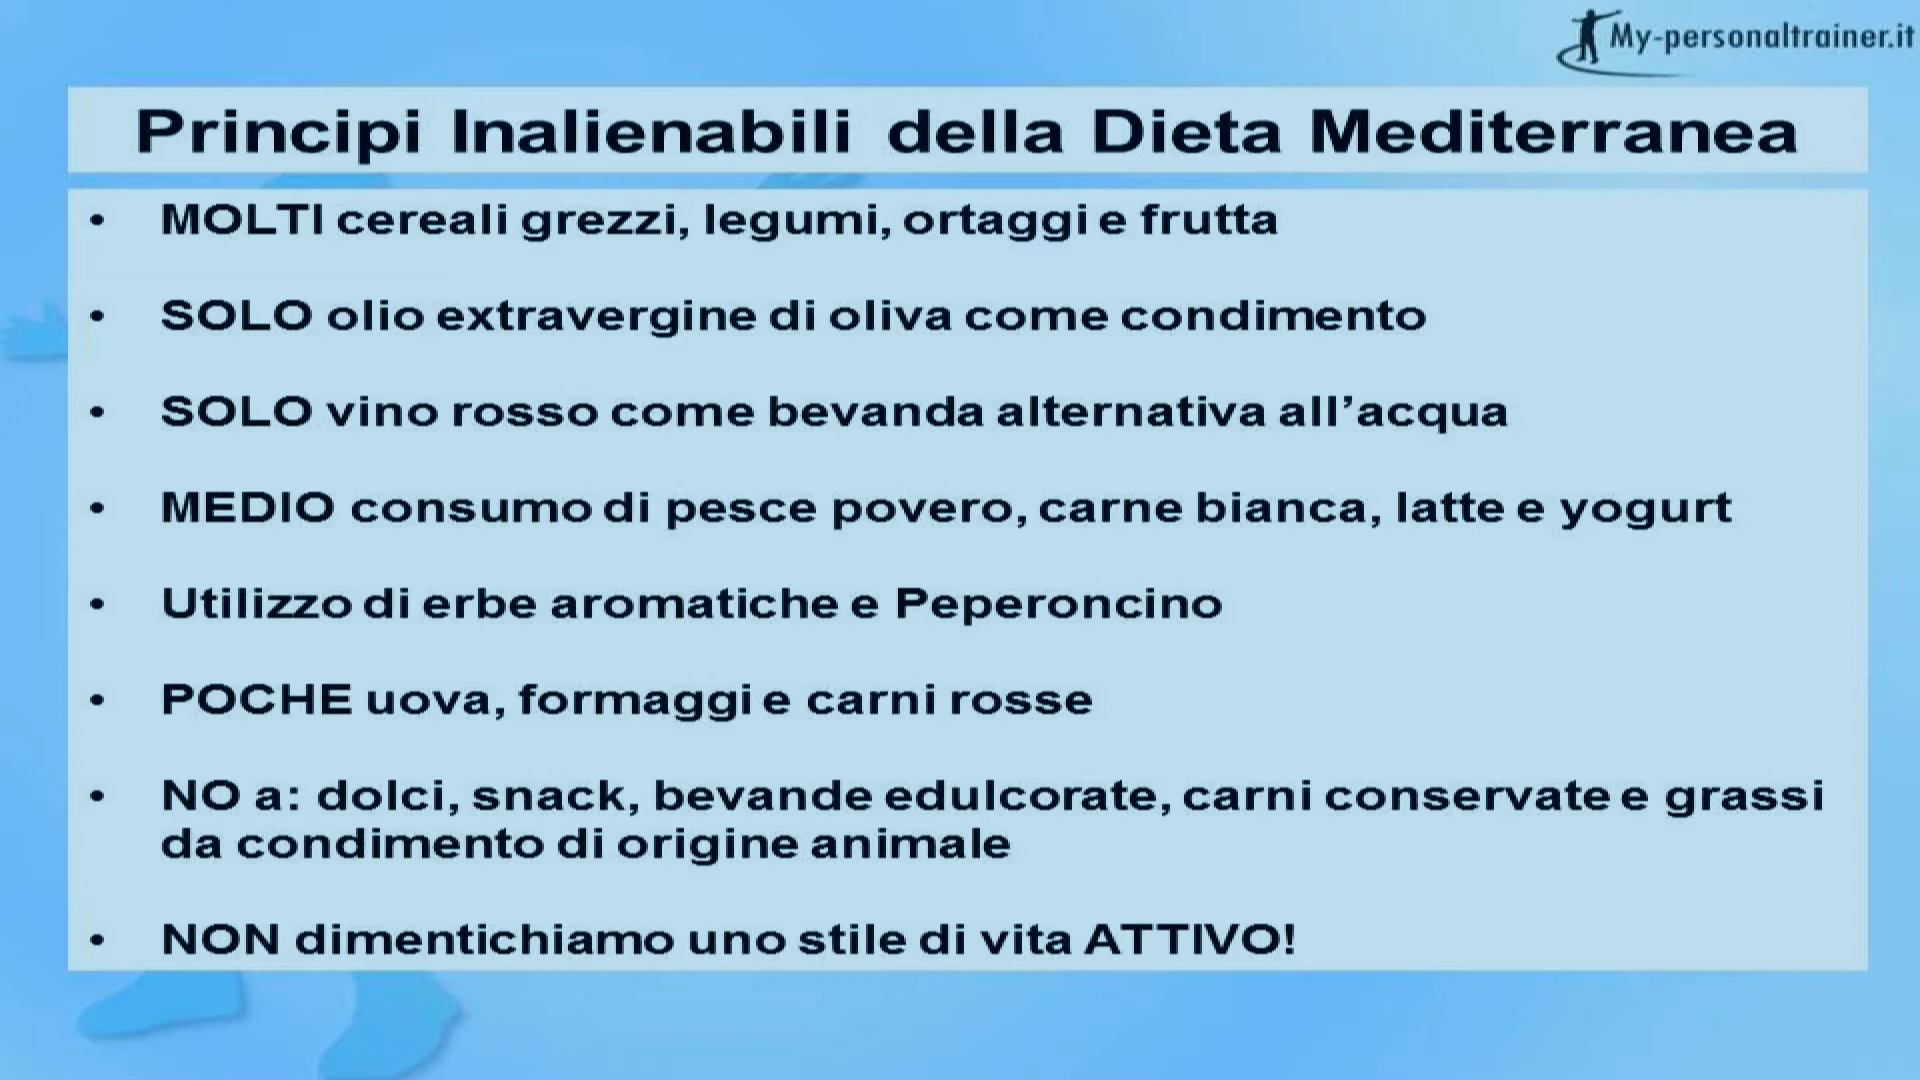 My-personaltrainer.it
Principi Inalienabili della Dieta Mediterranea
• MOLTI cereali grezzi, legumi, ortaggi e frutta
• SOLO olio extravergine di oliva come condimento
• SOLO vino rosso come bevanda alternativa all’acqua
• MEDIO consumo di pesce povero, carne bianca, latte e yogurt
• Utilizzo di erbe aromatiche e Peperoncino
• POCHE uova, formaggi e carni rosse
• NO a: dolci, snack, bevande edulcorate, carni conservate e grassi
da condimento di origine animale
• NON dimentichiamo uno stile di vita ATTIVO!